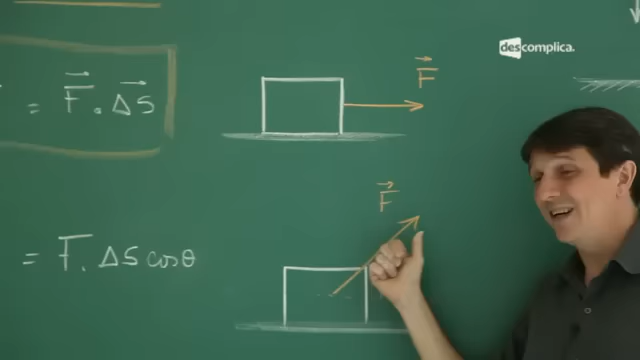 descomplica.
F⃗
= F⃗ . Δs⃗
F⃗
= F. Δs cosθ